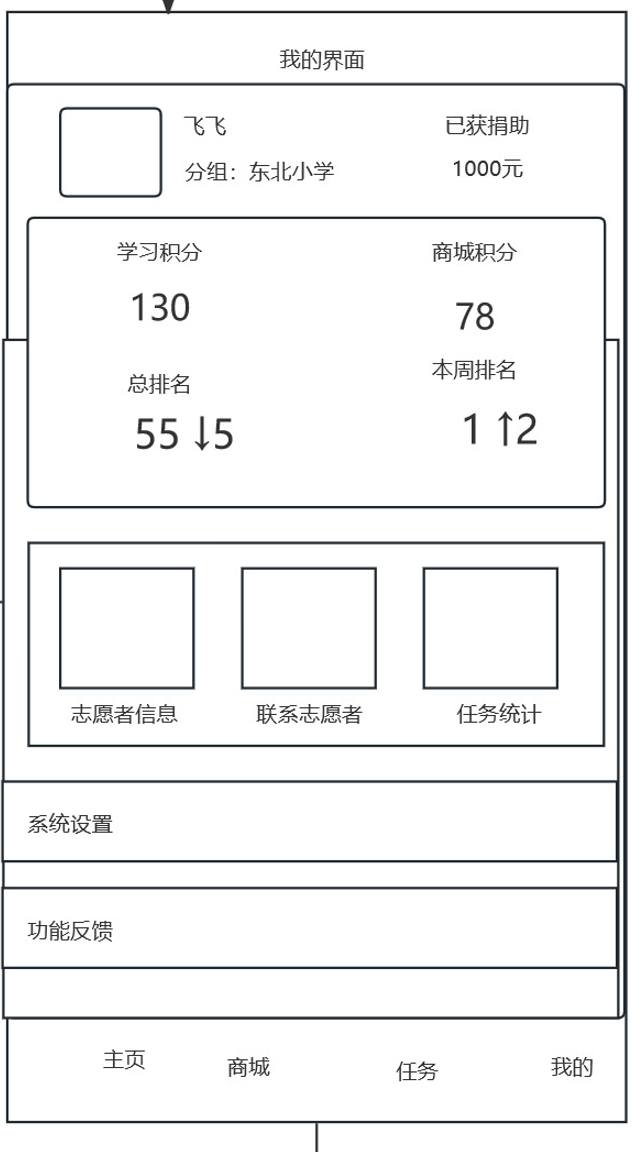 我的界面
飞飞
已获捐助
分组：东北小学
1000元
学习积分
商城积分
130
78
总排名
本周排名
55 ↓5
1 ↑2
志愿者信息
联系志愿者
任务统计
系统设置
功能反馈
主页
商城
任务
我的